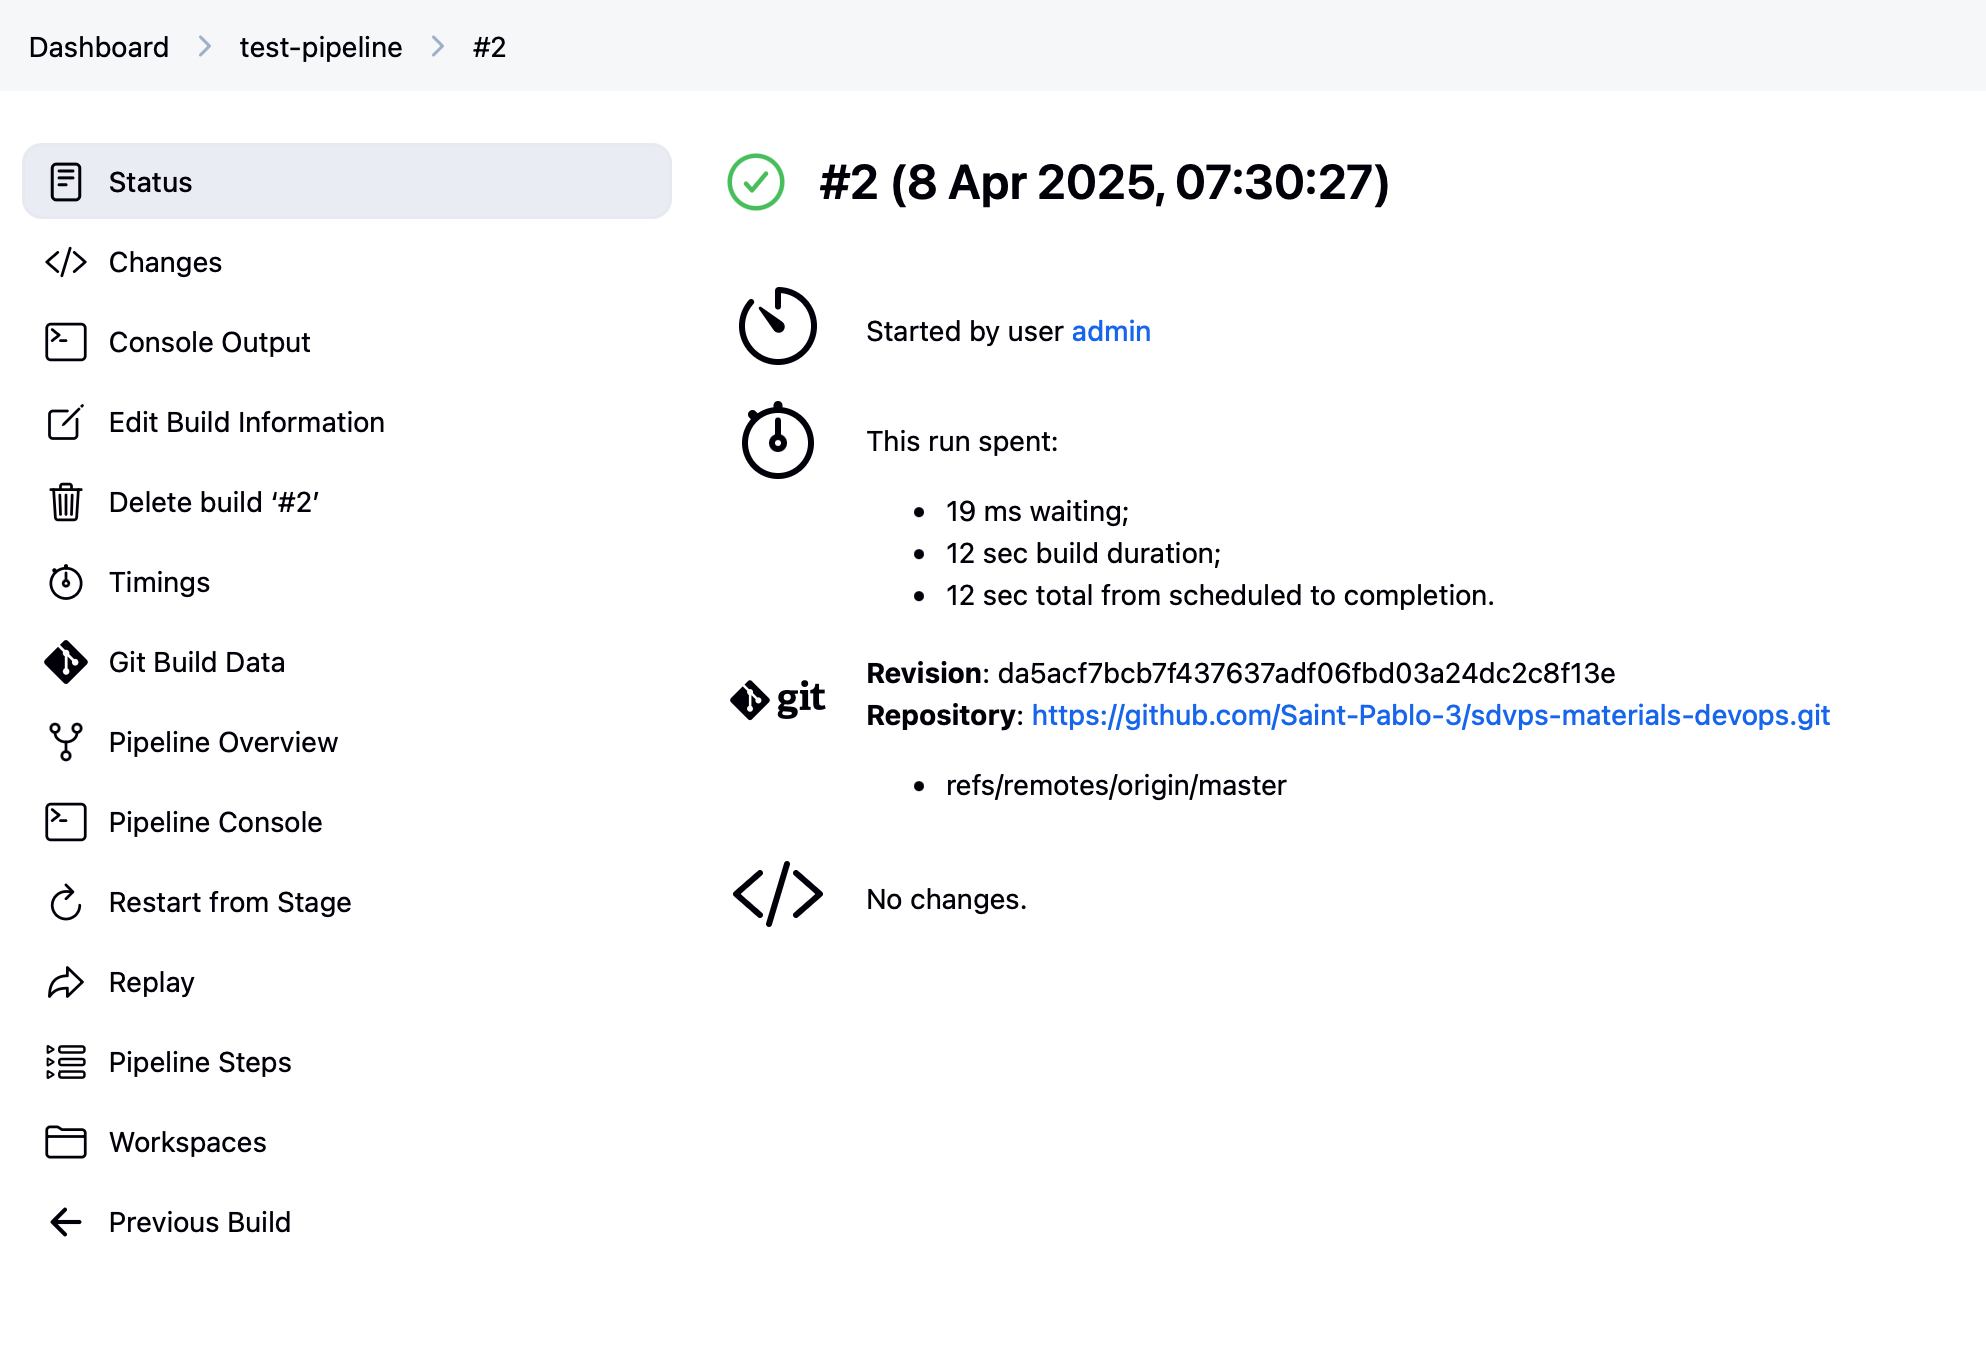 Dashboard > test-pipeline > #2
Status
Changes
Console Output
Edit Build Information
Delete build ‘#2’
Timings
Git Build Data
Pipeline Overview
Pipeline Console
Restart from Stage
Replay
Pipeline Steps
Workspaces
Previous Build
#2 (8 Apr 2025, 07:30:27)
Started by user admin
This run spent:
• 19 ms waiting;
• 12 sec build duration;
• 12 sec total from scheduled to completion.
git
Revision: da5acf7bcb7f437637adf06fbd03a24dc2c8f13e
Repository: https://github.com/Saint-Pablo-3/sdvps-materials-devops.git
• refs/remotes/origin/master
No changes.